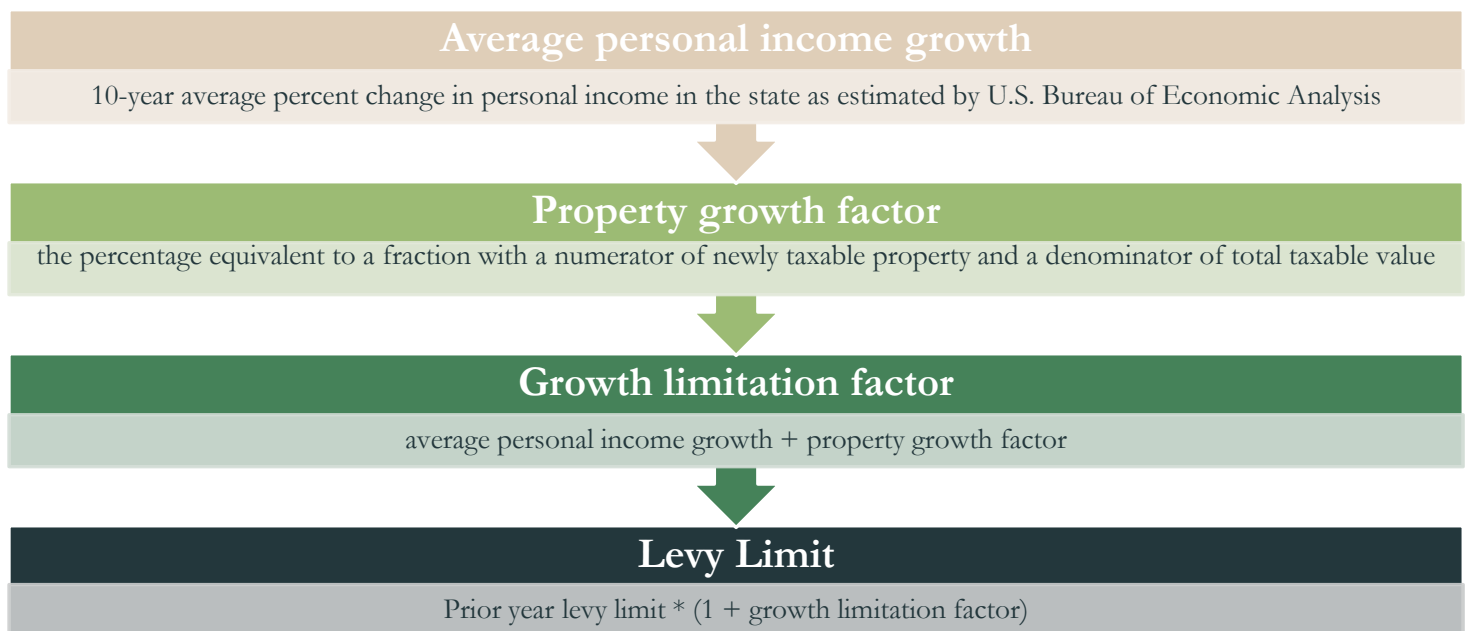 Average personal income growth
10-year average percent change in personal income in the state as estimated by U.S. Bureau of Economic Analysis
Property growth factor
the percentage equivalent to a fraction with a numerator of newly taxable property and a denominator of total taxable value
Growth limitation factor
average personal income growth + property growth factor
Levy Limit
Prior year levy limit * (1 + growth limitation factor)